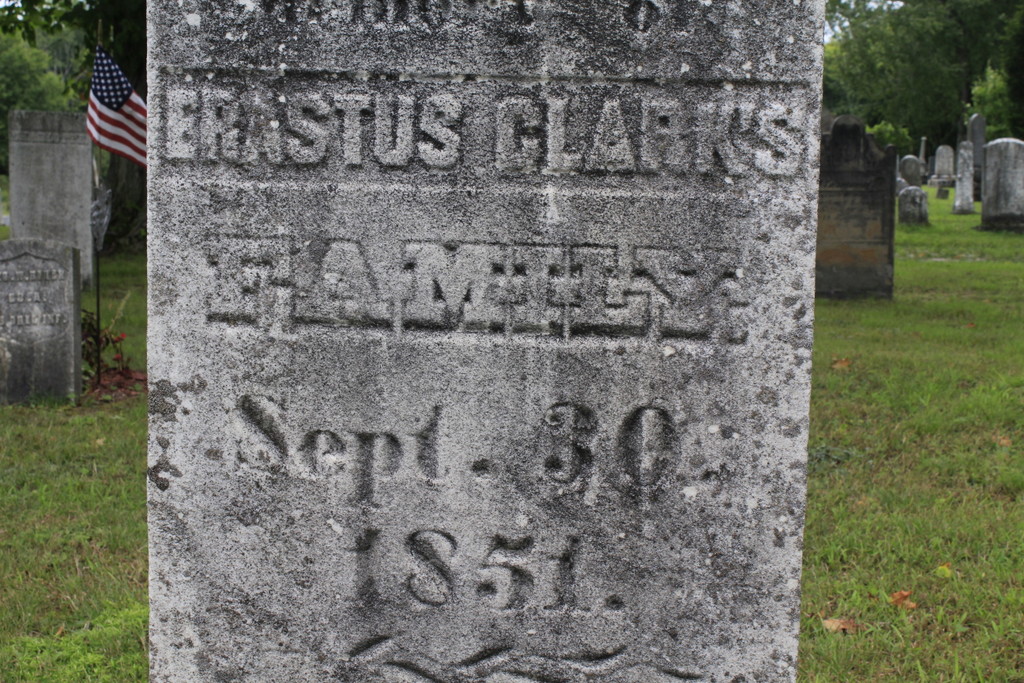 ERASTUS CLARK'S
FAMILY.
Sept. 30,
1851.